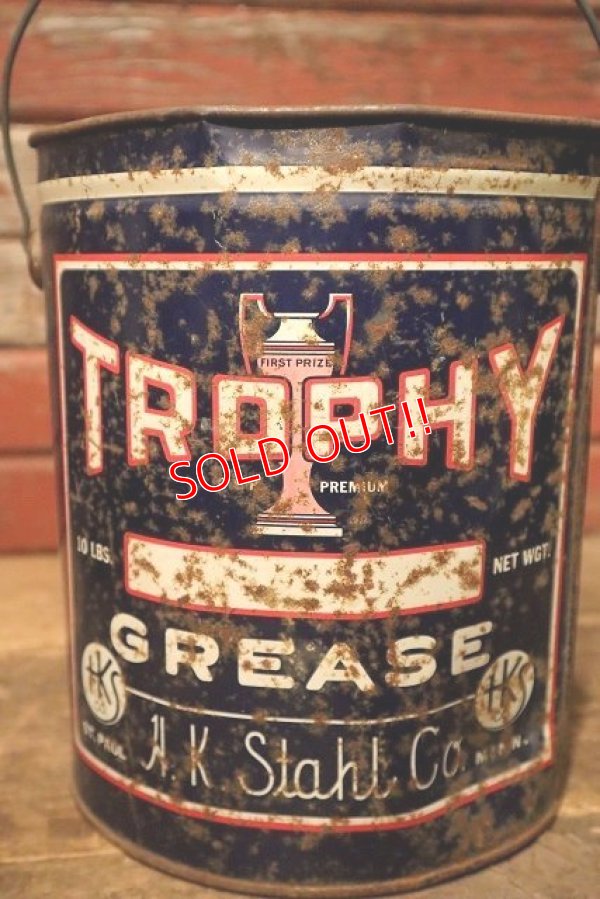 FIRST PRIZE
TROPHY
SOLD OUT!!
PREMIUM
10 LBS. NET WGT.
GREASE
HKS HKS
ST. PAUL H. K. Stahl Co. MINN.